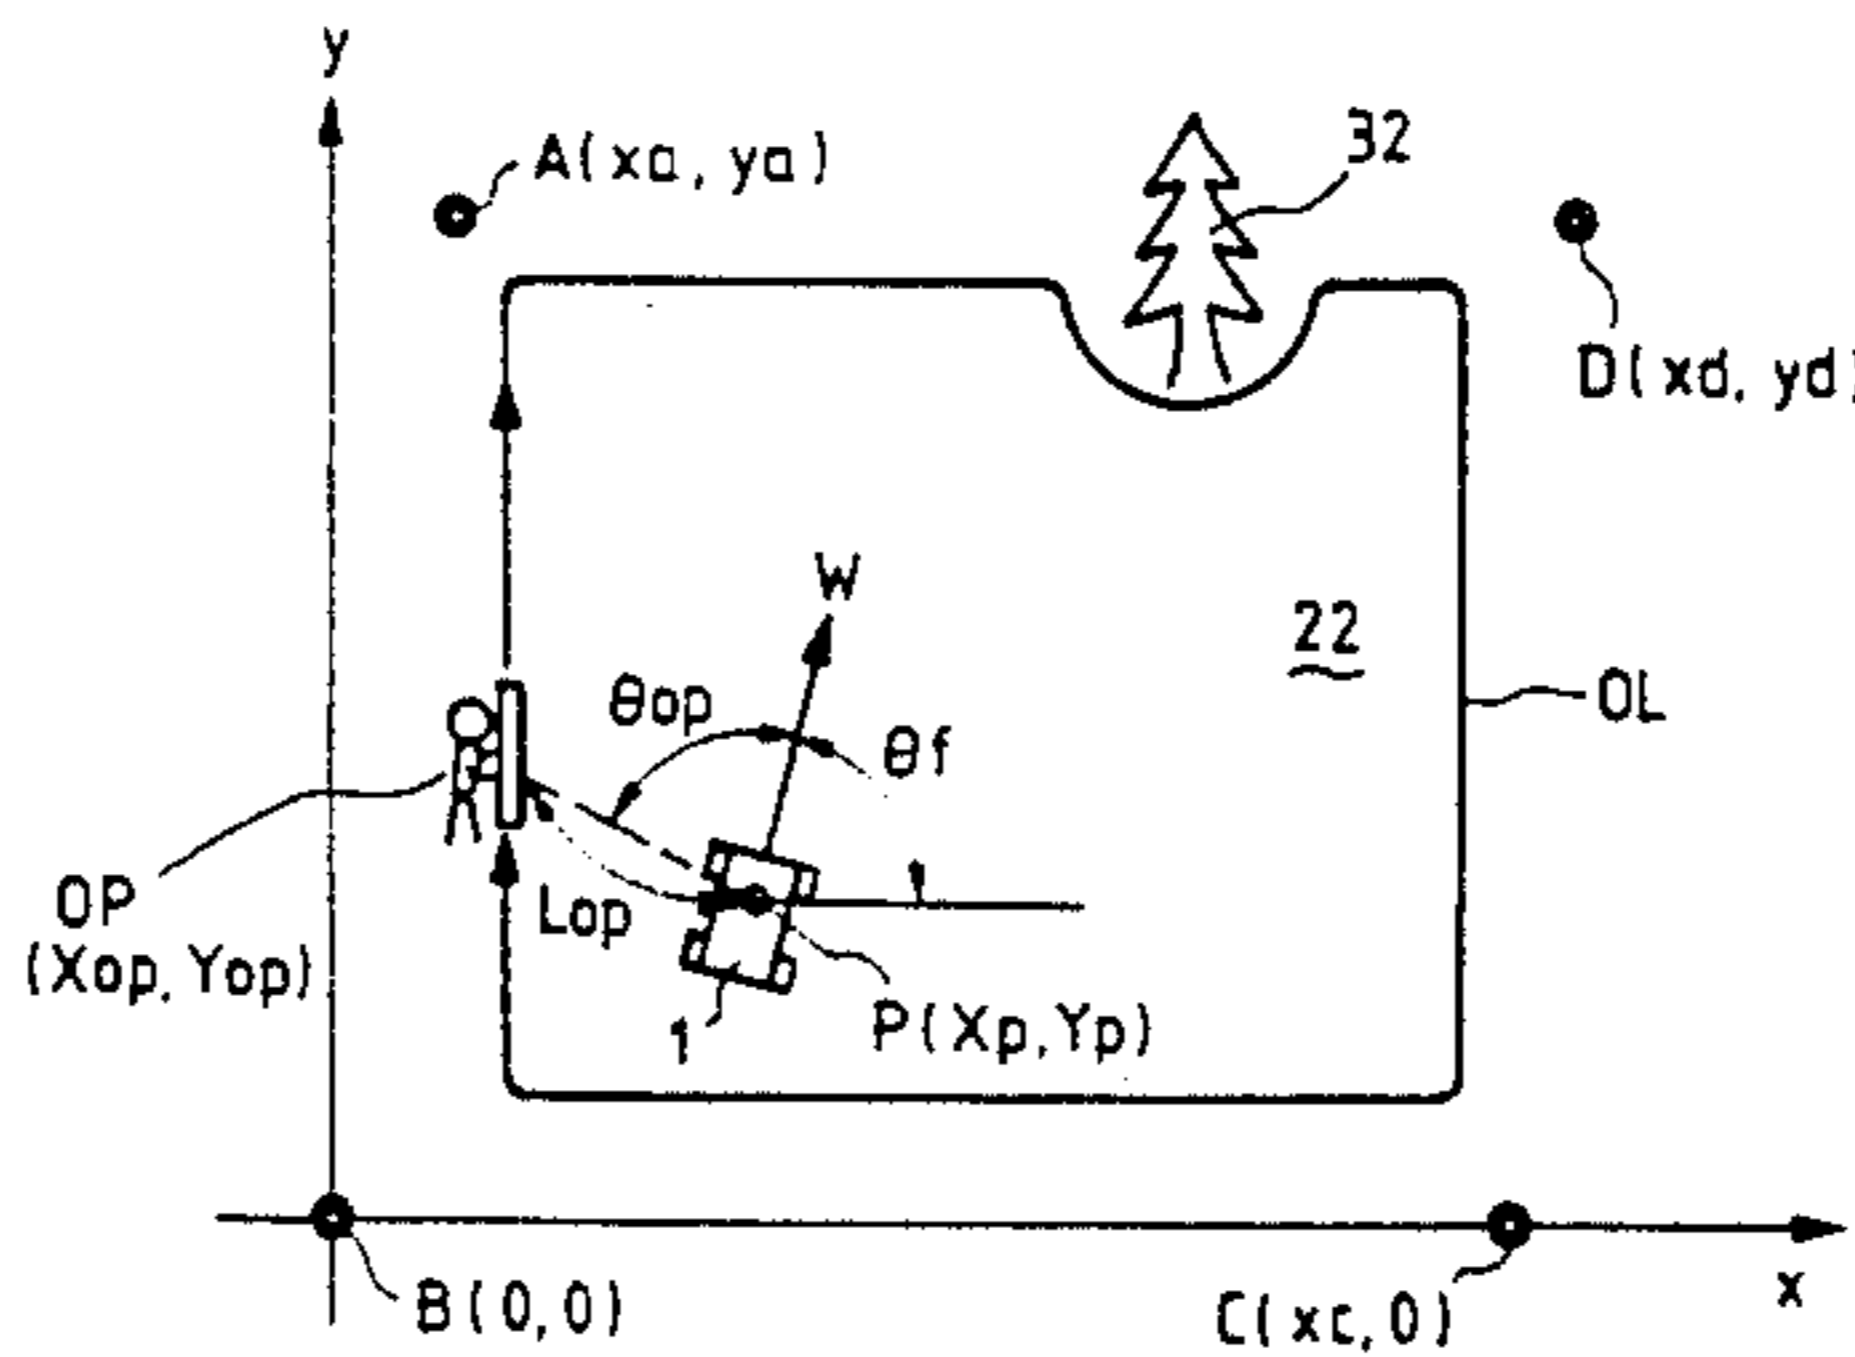 y
A(xa, ya)
32
D(xd, yd)
W
22
θop
θf
OL
OP
(Xop, Yop)
Lop
1
P(Xp, Yp)
B(0,0)
C(xc,0)
x